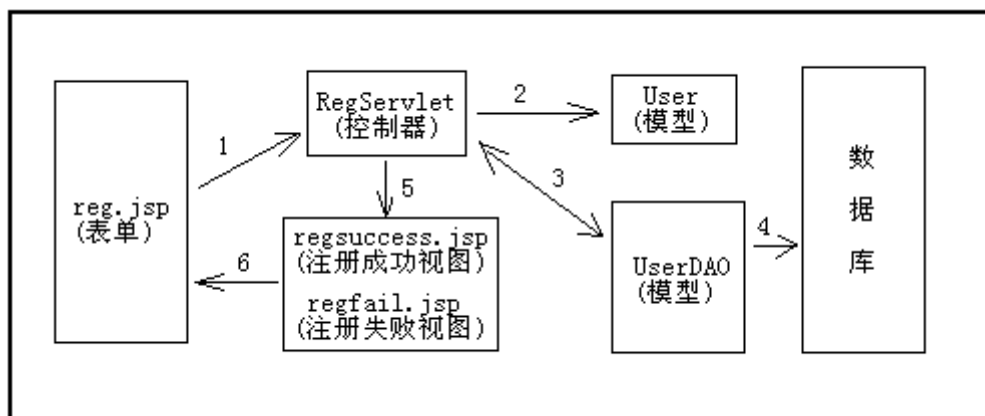 reg.jsp
(表单)
1
RegServlet
(控制器)
2
User
(模型)
3
UserDAO
(模型)
4
数
据
库
5
regsuccess.jsp
(注册成功视图)
regfail.jsp
(注册失败视图)
6